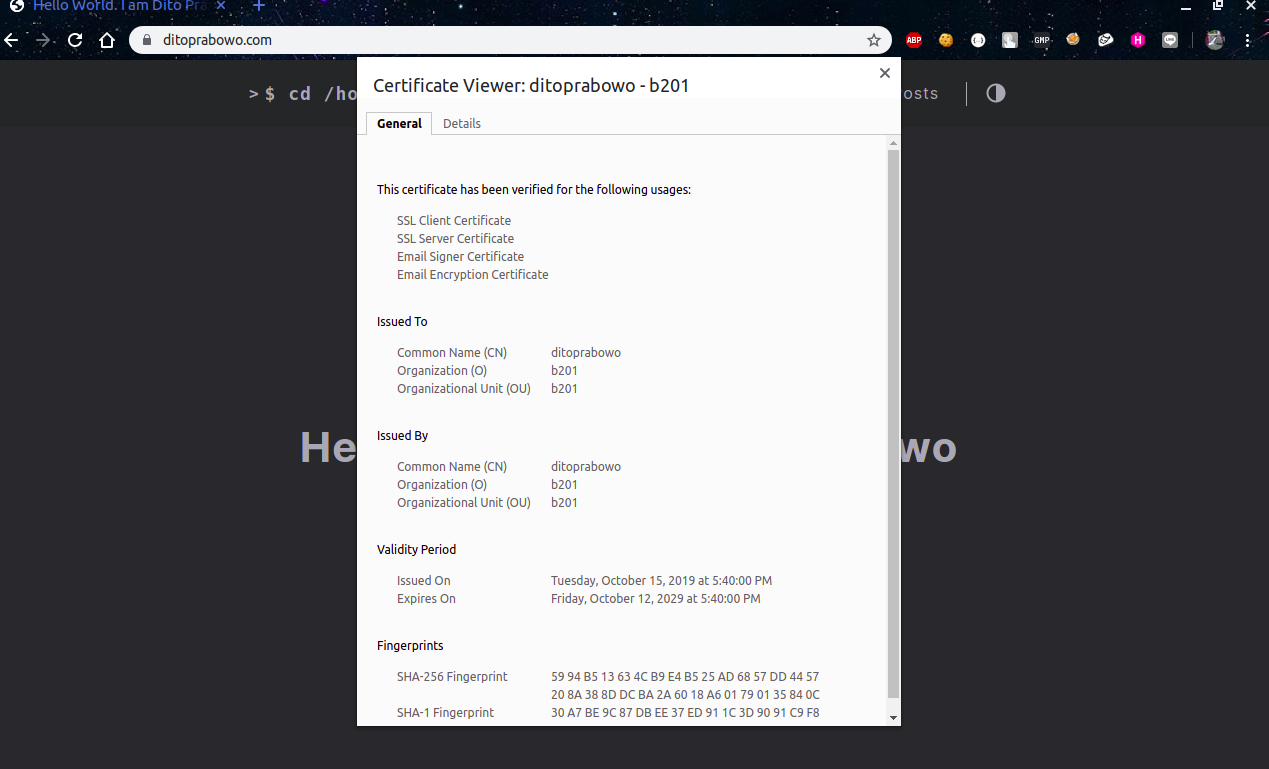 Hello World. I am Dito Pra
ditoprabowo.com
ABP
GMP
H
LINE
>$ cd /ho
osts
Certificate Viewer: ditoprabowo - b201
General Details
This certificate has been verified for the following usages:
SSL Client Certificate
SSL Server Certificate
Email Signer Certificate
Email Encryption Certificate
Issued To
Common Name (CN) ditoprabowo
Organization (O) b201
Organizational Unit (OU) b201
He
wo
Issued By
Common Name (CN) ditoprabowo
Organization (O) b201
Organizational Unit (OU) b201
Validity Period
Issued On Tuesday, October 15, 2019 at 5:40:00 PM
Expires On Friday, October 12, 2029 at 5:40:00 PM
Fingerprints
SHA-256 Fingerprint 59 94 B5 13 63 4C B9 E4 B5 25 AD 68 57 DD 44 57
20 8A 38 8D DC BA 2A 60 18 A6 01 79 01 35 84 0C
SHA-1 Fingerprint 30 A7 BE 9C 87 DB EE 37 ED 91 1C 3D 90 91 C9 F8